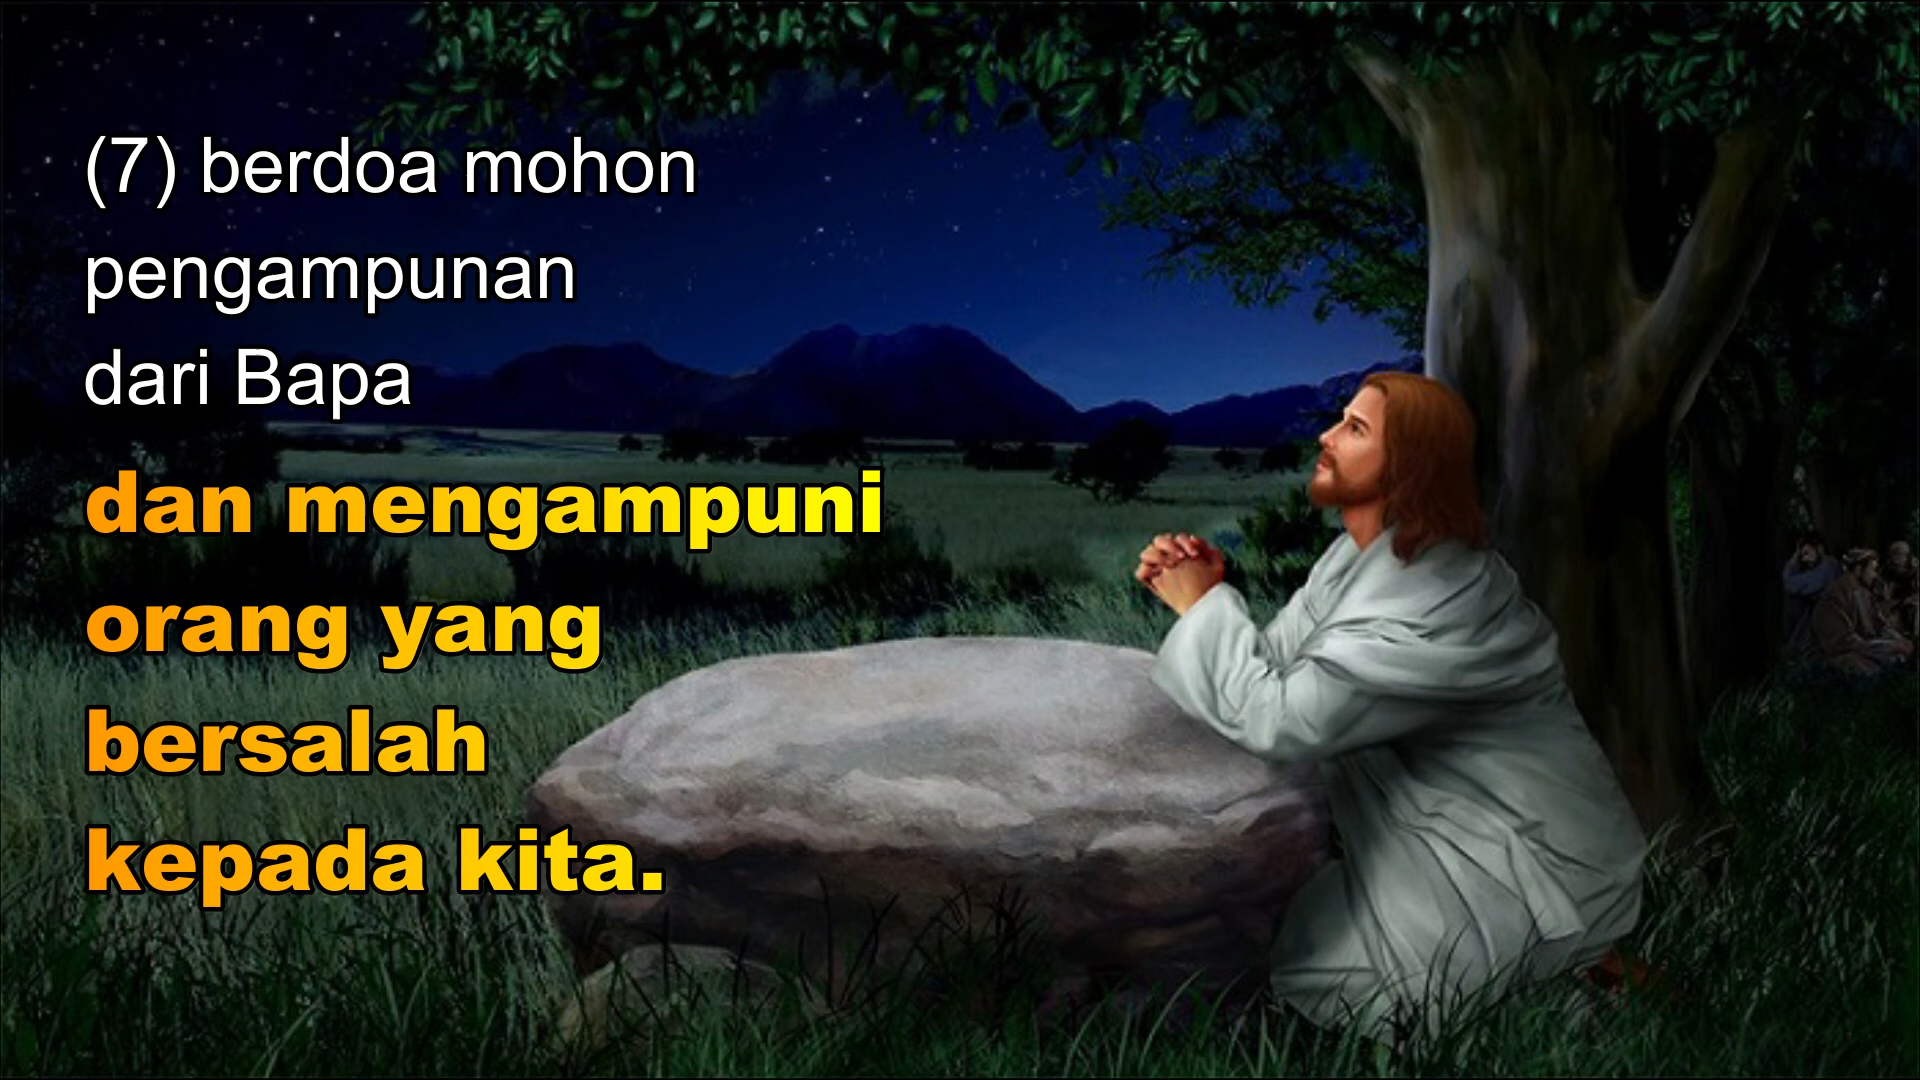 (7) berdoa mohon
pengampunan
dari Bapa
dan mengampuni
orang yang
bersalah
kepada kita.